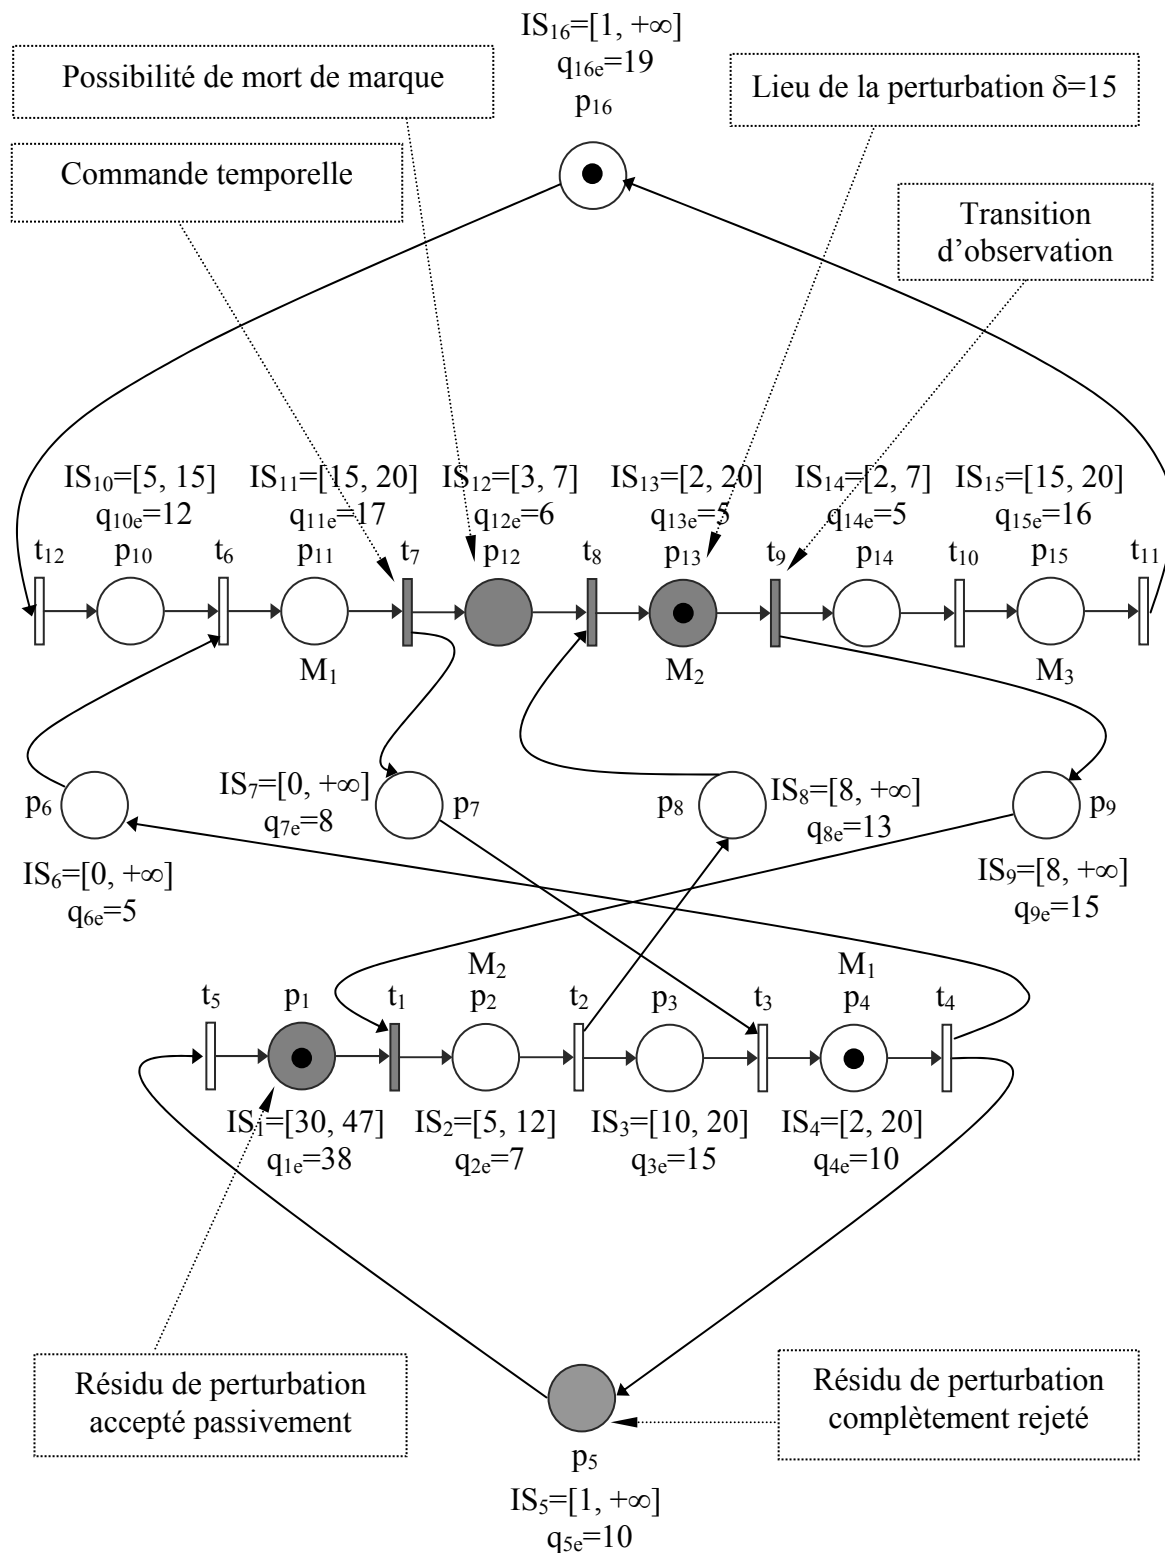 IS16=[1, +∞]
q16e=19
p16
Possibilité de mort de marque
Lieu de la perturbation δ=15
Commande temporelle
Transition
d’observation
IS10=[5, 15]
q10e=12
IS11=[15, 20]
q11e=17
IS12=[3, 7]
q12e=6
IS13=[2, 20]
q13e=5
IS14=[2, 7]
q14e=5
IS15=[15, 20]
q15e=16
t12 p10 t6 p11 t7 p12 t8 p13 t9 p14 t10 p15 t11
M1 M2 M3
p6
IS6=[0, +∞]
q6e=5
IS7=[0, +∞]
q7e=8
p7
p8
IS8=[8, +∞]
q8e=13
p9
IS9=[8, +∞]
q9e=15
M2 M1
t5 p1 t1 p2 t2 p3 t3 p4 t4
IS1=[30, 47]
q1e=38
IS2=[5, 12]
q2e=7
IS3=[10, 20]
q3e=15
IS4=[2, 20]
q4e=10
Résidu de perturbation
accepté passivement
Résidu de perturbation
complètement rejeté
p5
IS5=[1, +∞]
q5e=10